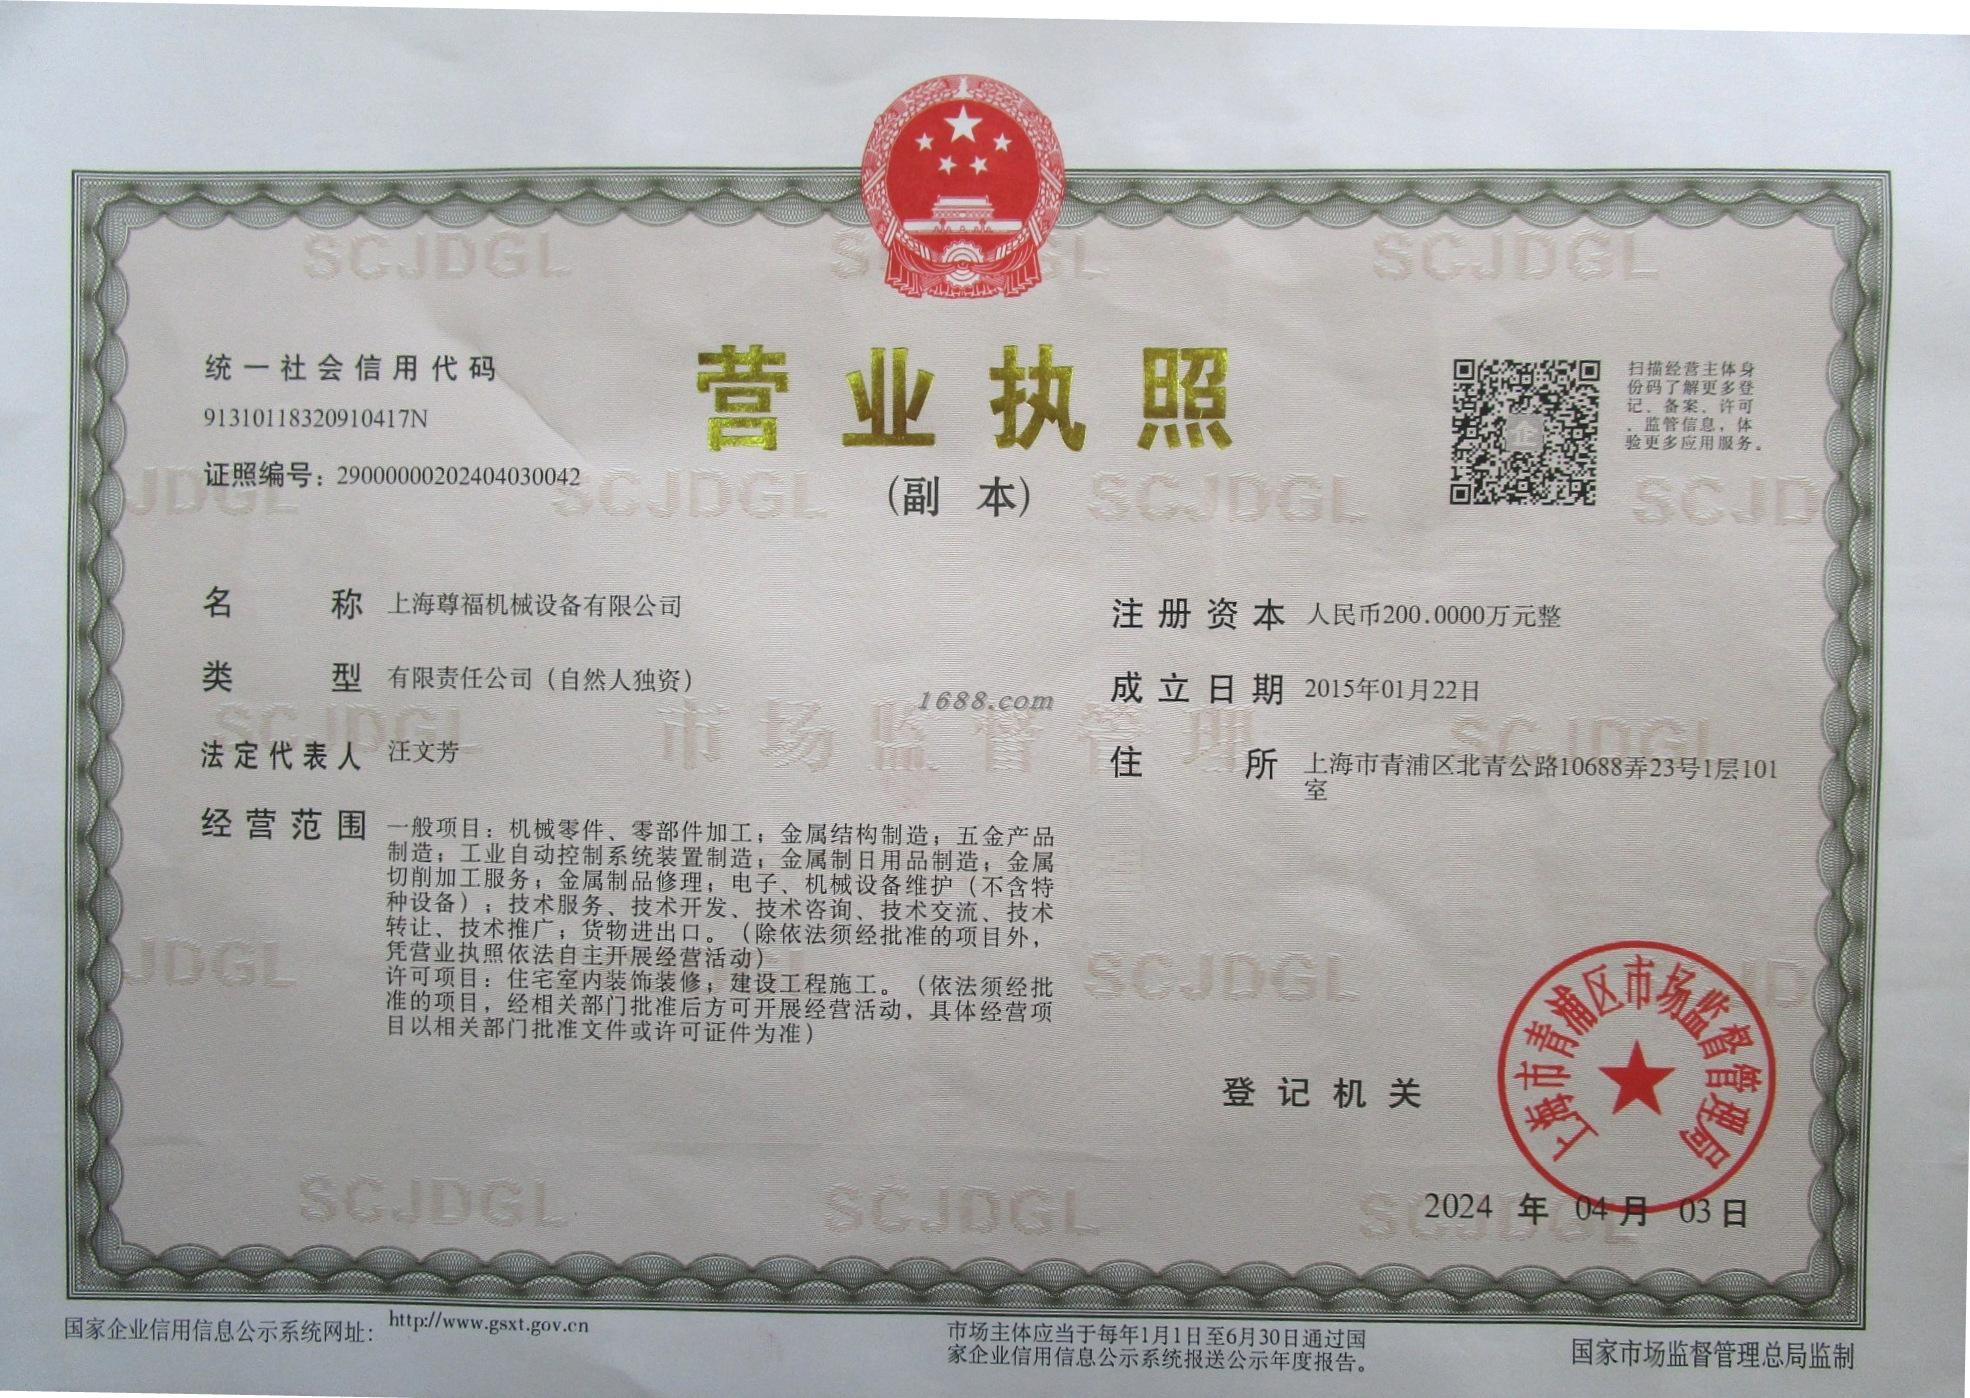 统一社会信用代码
91310118320910417N
证照编号：29000000202404030042
营业执照
（副 本）
扫描经营主体身
份码了解更多登
记、备案、许可
、监管信息，体
验更多应用服务。
企
名称 上海尊福机械设备有限公司
类型 有限责任公司（自然人独资）
法定代表人 汪文芳
经营范围 一般项目：机械零件、零部件加工；金属结构制造；五金产品
制造；工业自动控制系统装置制造；金属制日用品制造；金属
切削加工服务；金属制品修理；电子、机械设备维护（不含特
种设备）；技术服务、技术开发、技术咨询、技术交流、技术
转让、技术推广；货物进出口。（除依法须经批准的项目外，
凭营业执照依法自主开展经营活动）
许可项目：住宅室内装饰装修；建设工程施工。（依法须经批
准的项目，经相关部门批准后方可开展经营活动，具体经营项
目以相关部门批准文件或许可证件为准）
注册资本 人民币200.0000万元整
成立日期 2015年01月22日
住所 上海市青浦区北青公路10688弄23号1层101
室
1688.com
市场监督管理
SCJDGL
登记机关
上海市青浦区市场监督管理局
2024 年 04 月 03 日
国家企业信用信息公示系统网址：http://www.gsxt.gov.cn
市场主体应当于每年1月1日至6月30日通过国
家企业信用信息公示系统报送公示年度报告。
国家市场监督管理总局监制